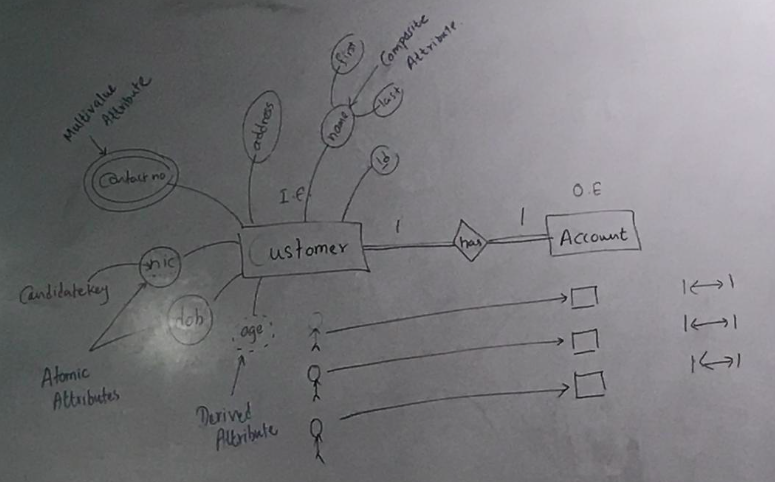 first
Composite
Attribute
Multivalue
Attribute
address
name
last
Contact no
id
I.E
O.E
1
1
Customer
has
Account
nic
Candidate key
dob
age
Atomic
Attributes
Derived
Attribute
1↔1
1↔1
1↔1